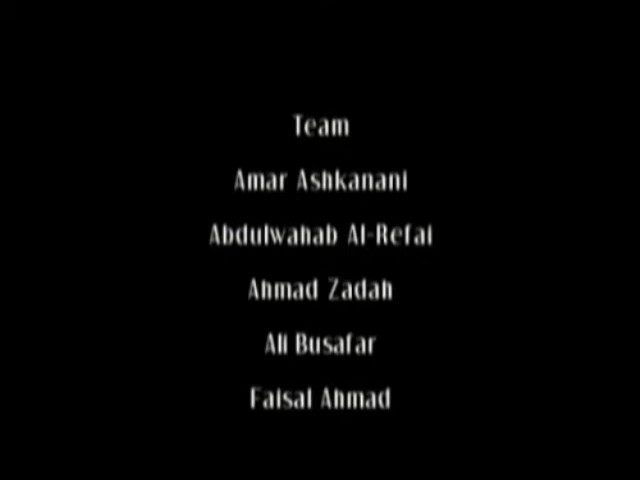 Team
Amar Ashkanani
Abdulwahab Al-Refai
Ahmad Zadah
Ali Busafar
Faisal Ahmad